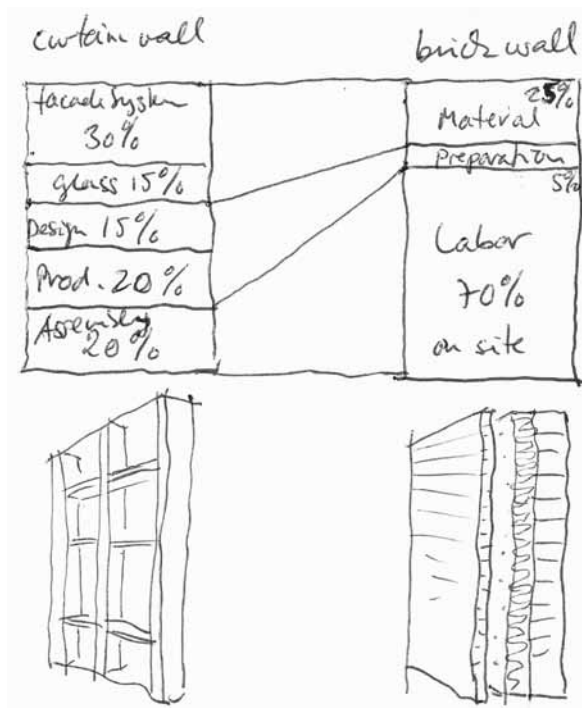 curtain wall
facade System
30%
glass 15%
Design 15%
Prod. 20%
Assembly
20%
brick wall
25%
Material
preparation
5%
Labor
70%
on site